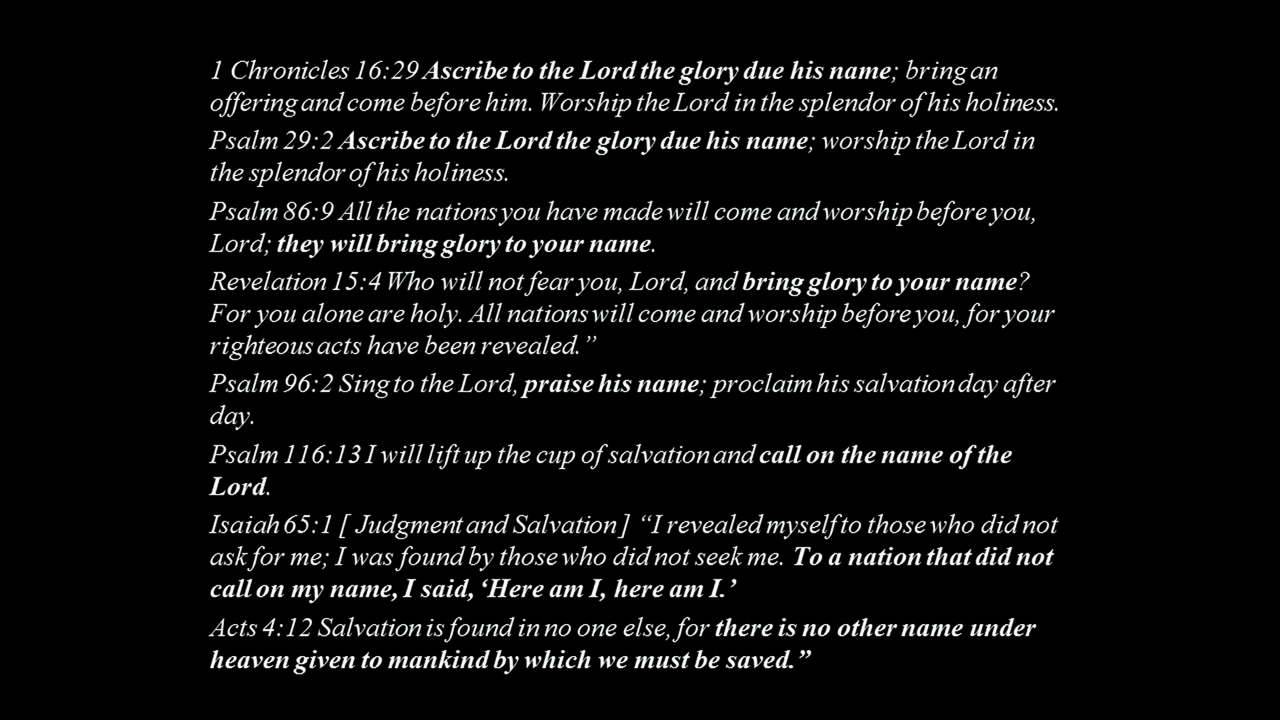 1 Chronicles 16:29 Ascribe to the Lord the glory due his name; bring an
offering and come before him. Worship the Lord in the splendor of his holiness.
Psalm 29:2 Ascribe to the Lord the glory due his name; worship the Lord in
the splendor of his holiness.
Psalm 86:9 All the nations you have made will come and worship before you,
Lord; they will bring glory to your name.
Revelation 15:4 Who will not fear you, Lord, and bring glory to your name?
For you alone are holy. All nations will come and worship before you, for your
righteous acts have been revealed.”
Psalm 96:2 Sing to the Lord, praise his name; proclaim his salvation day after
day.
Psalm 116:13 I will lift up the cup of salvation and call on the name of the
Lord.
Isaiah 65:1 [ Judgment and Salvation ] “I revealed myself to those who did not
ask for me; I was found by those who did not seek me. To a nation that did not
call on my name, I said, ‘Here am I, here am I.’
Acts 4:12 Salvation is found in no one else, for there is no other name under
heaven given to mankind by which we must be saved.”